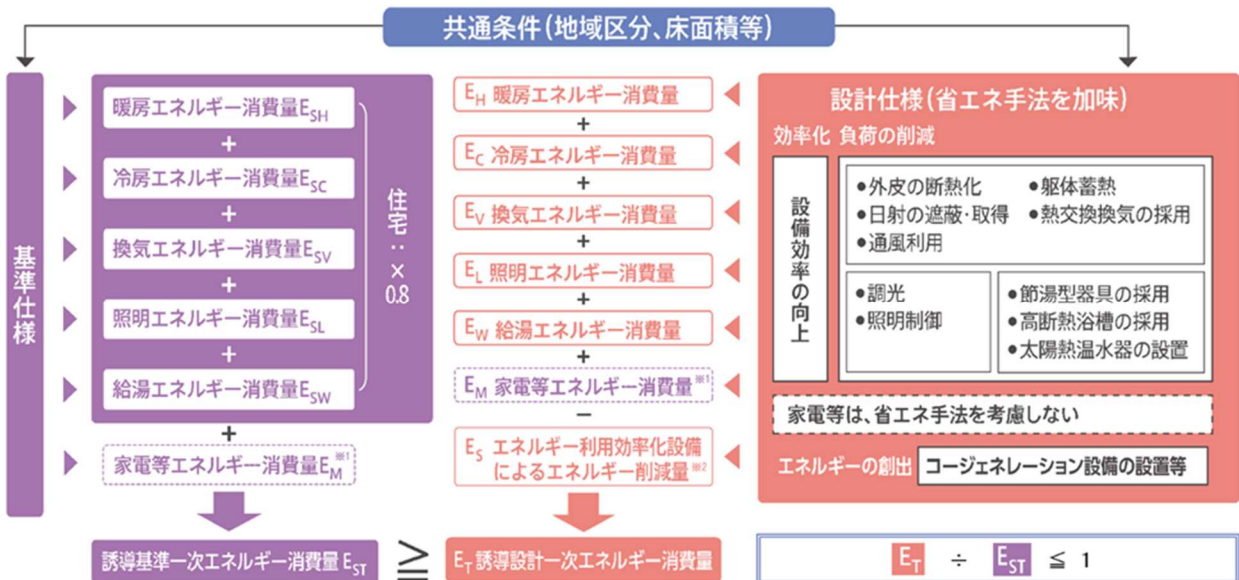 共通条件(地域区分、床面積等)
基準仕様
暖房エネルギー消費量ESH
+
冷房エネルギー消費量ESC
+
換気エネルギー消費量ESV
+
照明エネルギー消費量ESL
+
給湯エネルギー消費量ESW
住宅：×0.8
+
家電等エネルギー消費量EM※1
誘導基準一次エネルギー消費量 EST
≧
EH 暖房エネルギー消費量
+
EC 冷房エネルギー消費量
+
EV 換気エネルギー消費量
+
EL 照明エネルギー消費量
+
EW 給湯エネルギー消費量
+
EM 家電等エネルギー消費量※1
−
ES エネルギー利用効率化設備
によるエネルギー削減量※2
ET 誘導設計一次エネルギー消費量
設計仕様(省エネ手法を加味)
効率化 負荷の削減
設備効率の向上
●外皮の断熱化 ●躯体蓄熱
●日射の遮蔽・取得 ●熱交換換気の採用
●通風利用
●調光
●照明制御
●節湯型器具の採用
●高断熱浴槽の採用
●太陽熱温水器の設置
家電等は、省エネ手法を考慮しない
エネルギーの創出 コージェネレーション設備の設置等
ET ÷ EST ≦ 1